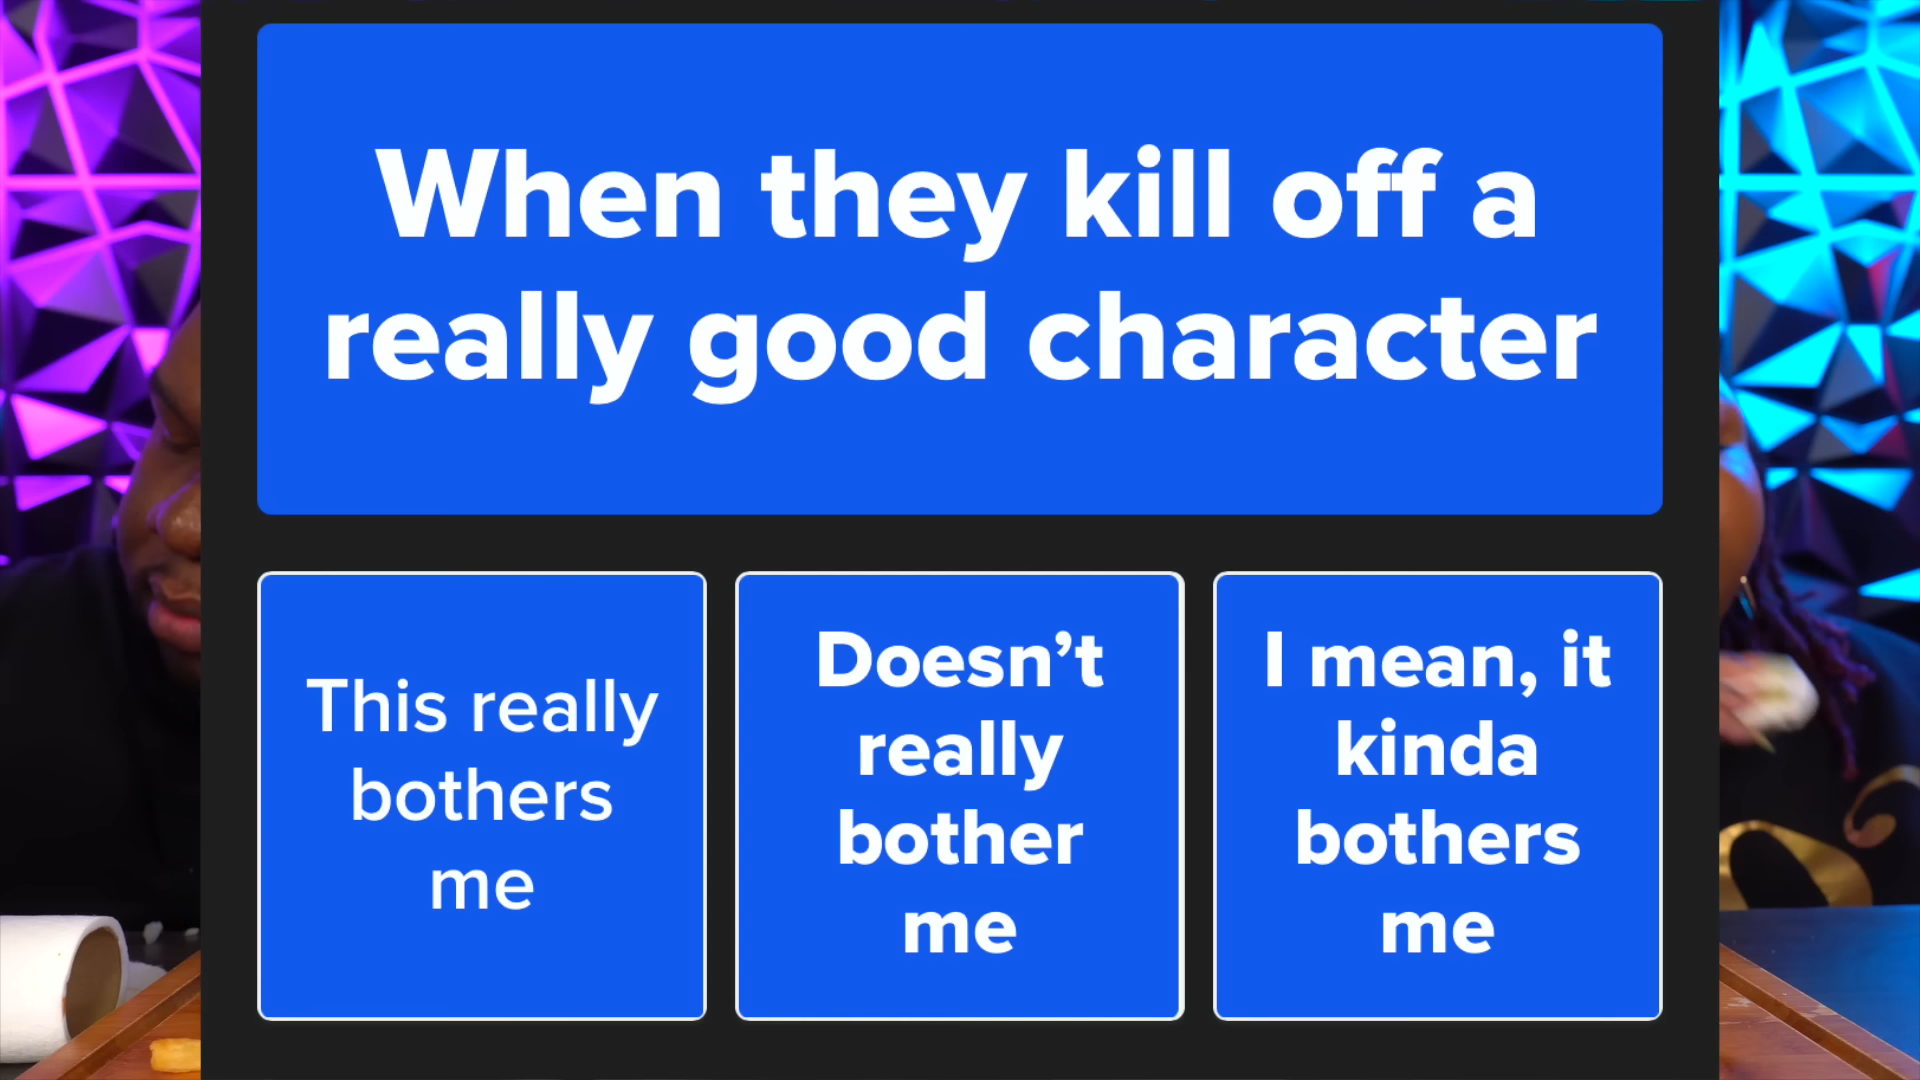 When they kill off a
really good character
This really
bothers
me
Doesn’t
really
bother
me
I mean, it
kinda
bothers
me